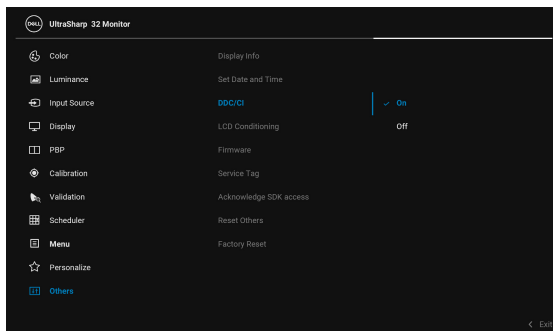 DELL UltraSharp 32 Monitor
Color Display Info
Luminance Set Date and Time
Input Source DDC/CI ✓ On
Display LCD Conditioning Off
PBP Firmware
Calibration Service Tag
Validation Acknowledge SDK access
Scheduler Reset Others
Menu Factory Reset
Personalize
Others
< Exit